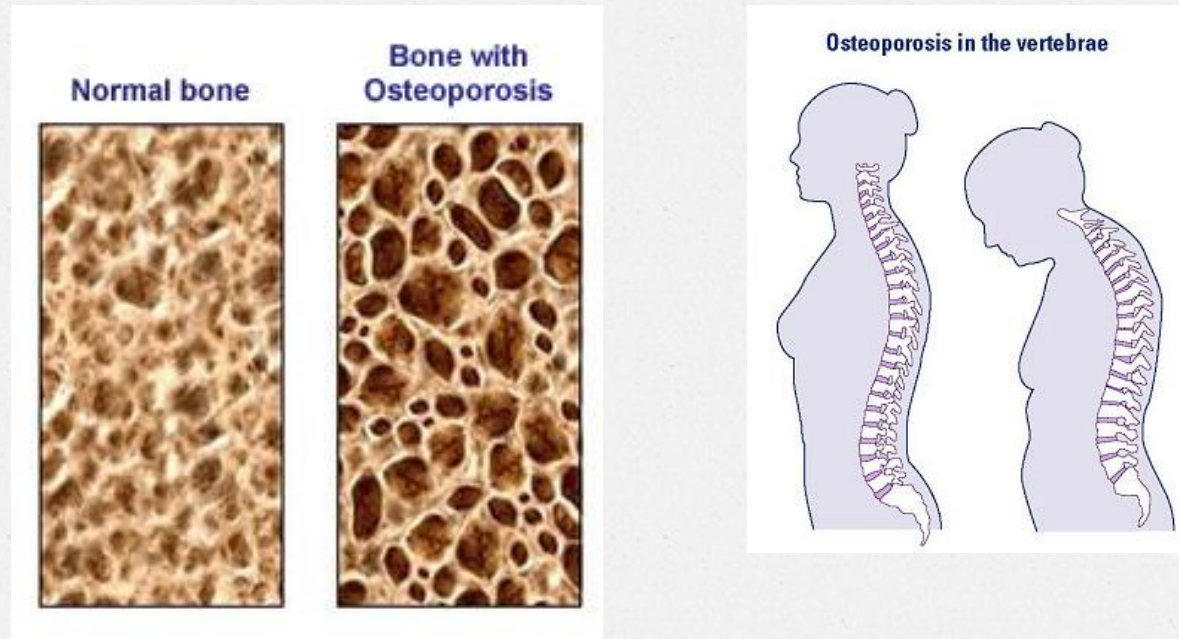 Normal bone
Bone with
Osteoporosis
Osteoporosis in the vertebrae